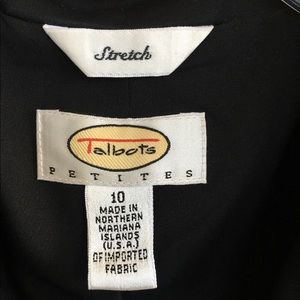 Stretch
Talbots
PETITES
10
MADE IN
NORTHERN
MARIANA
ISLANDS
(U.S.A.)
OF IMPORTED
FABRIC